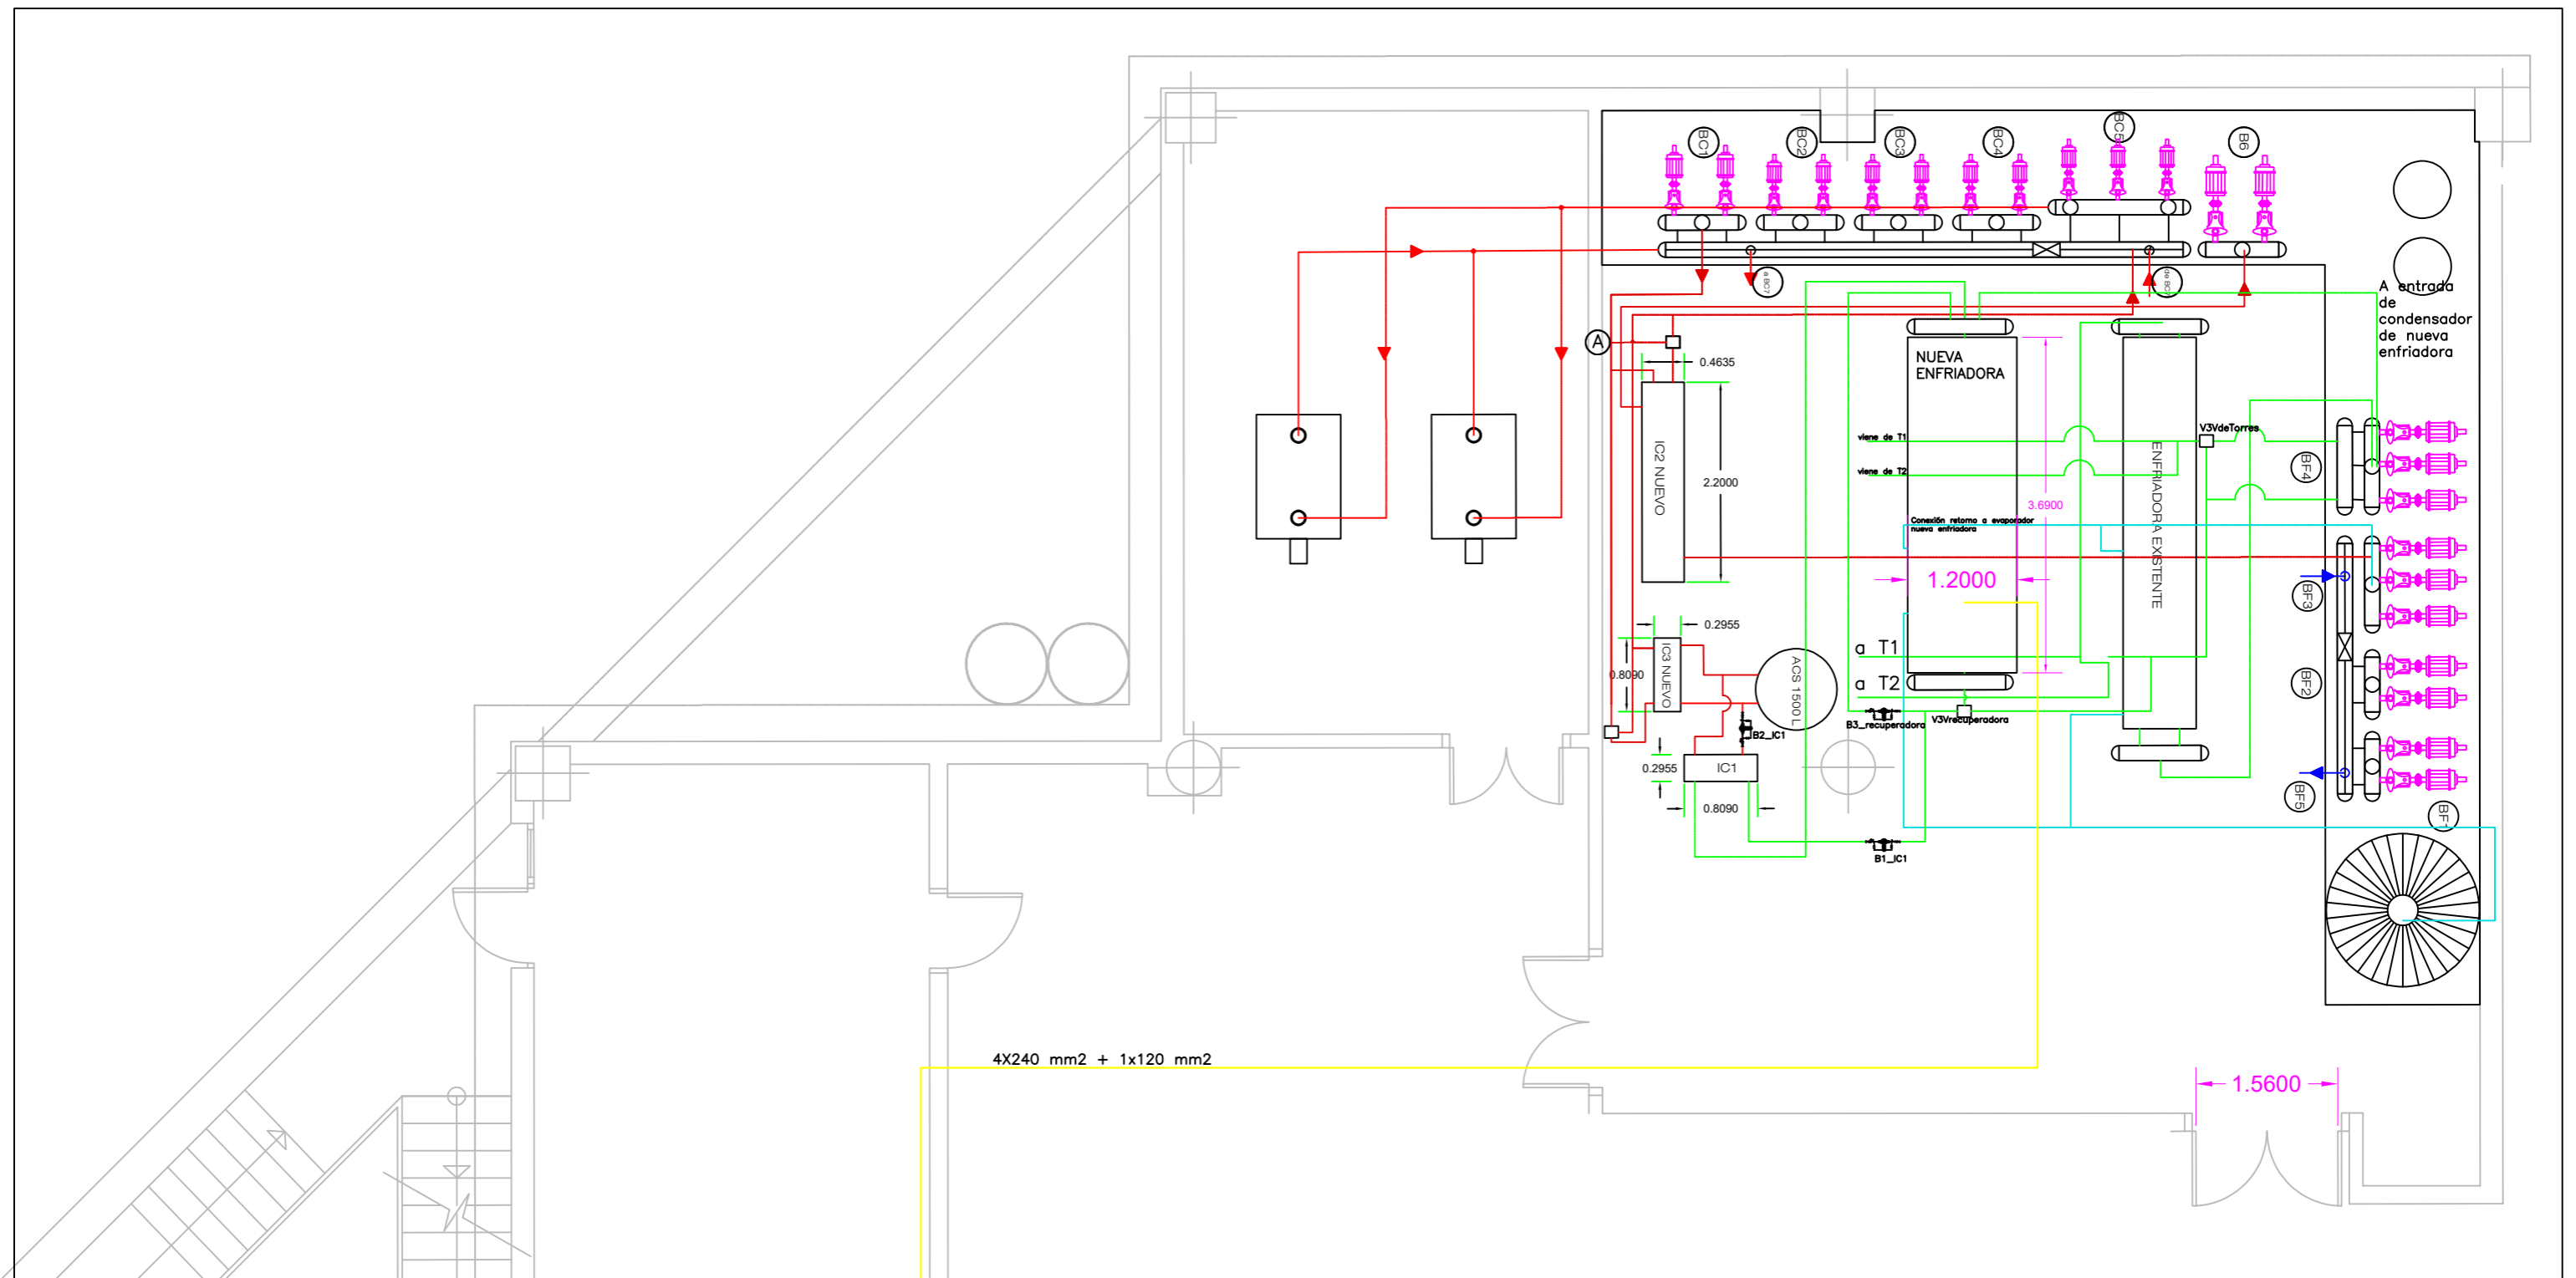 BC1
BC2
BC3
BC4
BC5
B6
a BC7
A entrada
de
condensador
de nueva
enfriadora
A
0.4635
NUEVA
ENFRIADORA
IC2 NUEVO
2.2000
viene de T1
viene de T2
V3VdeTorres
ENFRIADORA EXISTENTE
3.6900
BF4
Conexión retorno a evaporador
nueva enfriadora
1.2000
BF3
0.2955
IC3 NUEVO
0.8090
ACS 1500 L
a T1
a T2
BF2
B3_recuperadora
V3Vrecuperadora
B2_IC1
0.2955
IC1
0.8090
BF5
BF1
B1_IC1
4X240 mm2 + 1x120 mm2
1.5600